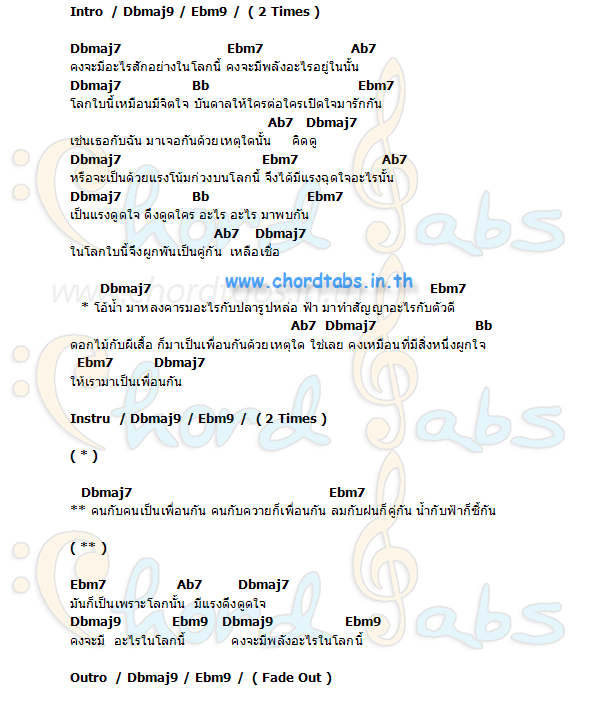 Intro / Dbmaj9 / Ebm9 / ( 2 Times )
Dbmaj7 Ebm7 Ab7
คงจะมีอะไรสักอย่างในโลกนี้ คงจะมีพลังอะไรอยู่ในนั้น
Dbmaj7 Bb Ebm7
โลกใบนี้เหมือนมีจิตใจ บันดาลให้ใครต่อใครเปิดใจมารักกัน
Ab7 Dbmaj7
เช่นเธอกับฉัน มาเจอกันด้วยเหตุใดนั้น คิดดู
Dbmaj7 Ebm7 Ab7
หรือจะเป็นด้วยแรงโน้มถ่วงบนโลกนี้ จึงได้มีแรงฉุดใจอะไรนั้น
Dbmaj7 Bb Ebm7
เป็นแรงดูดใจ ดึงดูดใคร อะไร อะไร มาพบกัน
Ab7 Dbmaj7
ในโลกใบนี้จึงผูกพันเป็นคู่กัน เหลือเชื่อ
www.chordtabs.in.th
Dbmaj7 Ebm7
* โอ้น้ำ มาหลงคารมอะไรกับปลารูปหล่อ ฟ้า มาทำสัญญาอะไรกับตัวดี
Ab7 Dbmaj7 Bb
ดอกไม้กับผีเสื้อ ก็มาเป็นเพื่อนกันด้วยเหตุใด ใช่เลย คงเหมือนที่มีสิ่งหนึ่งผูกใจ
Ebm7 Dbmaj7
ให้เรามาเป็นเพื่อนกัน
Instru / Dbmaj9 / Ebm9 / ( 2 Times )
( * )
Dbmaj7 Ebm7
** คนกับคนเป็นเพื่อนกัน คนกับควายก็เพื่อนกัน ลมกับฝนก็คู่กัน น้ำกับฟ้าก็ซี้กัน
( ** )
Ebm7 Ab7 Dbmaj7
มันก็เป็นเพราะโลกนั้น มีแรงดึงดูดใจ
Dbmaj9 Ebm9 Dbmaj9 Ebm9
คงจะมี อะไรในโลกนี้ คงจะมีพลังอะไรในโลกนี้
Outro / Dbmaj9 / Ebm9 / ( Fade Out )